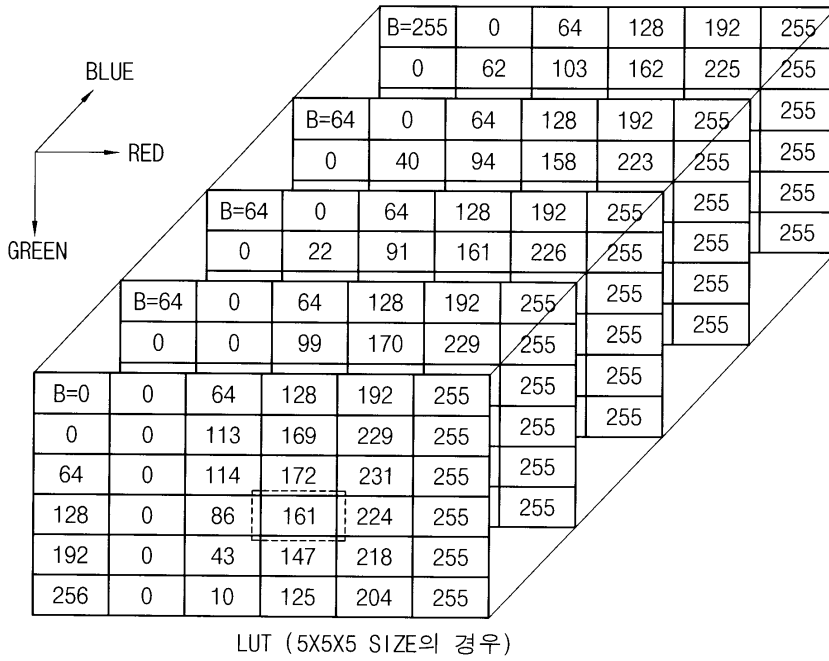 BLUE
RED
GREEN
B=255 0 64 128 192 255
0 62 103 162 225 255
255
255
255
255
B=64 0 64 128 192 255
0 40 94 158 223 255
255
255
255
255
B=64 0 64 128 192 255
0 22 91 161 226 255
255
255
255
255
B=64 0 64 128 192 255
0 0 99 170 229 255
255
255
255
255
B=0 0 64 128 192 255
0 0 113 169 229 255
64 0 114 172 231 255
128 0 86 161 224 255
192 0 43 147 218 255
256 0 10 125 204 255
LUT (5X5X5 SIZE의 경우)